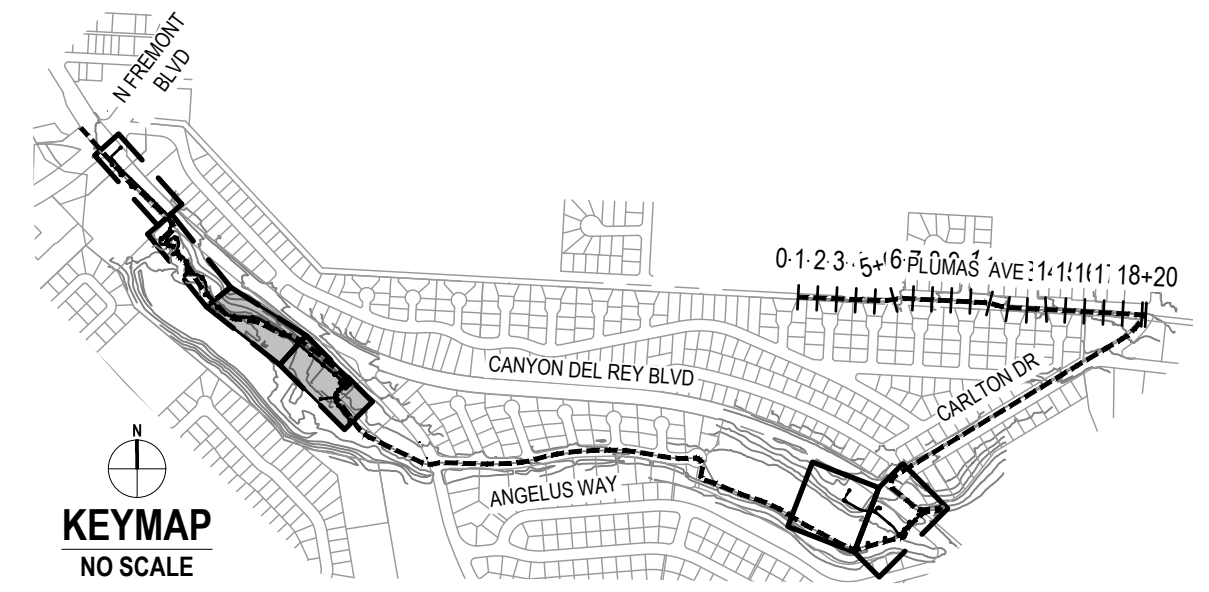 N FREMONT
BLVD
PLUMAS AVE
18+20
CANYON DEL REY BLVD
CARLTON DR
ANGELUS WAY
N
KEYMAP
NO SCALE